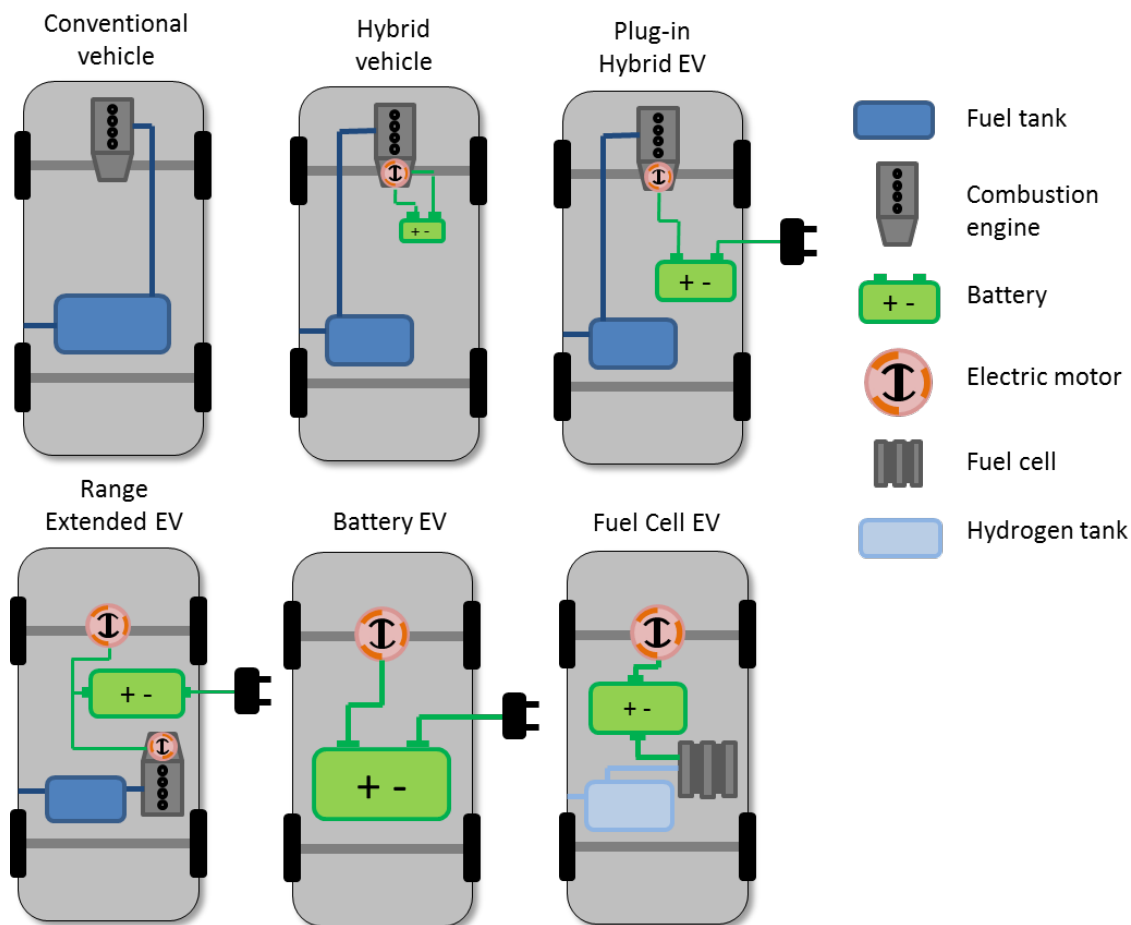 Conventional
vehicle
Hybrid
vehicle
Plug-in
Hybrid EV
Fuel tank
Combustion
engine
+ -
+ -
+ -
Battery
Electric motor
Fuel cell
Hydrogen tank
Range
Extended EV
Battery EV
Fuel Cell EV
+ -
+ -
+ -